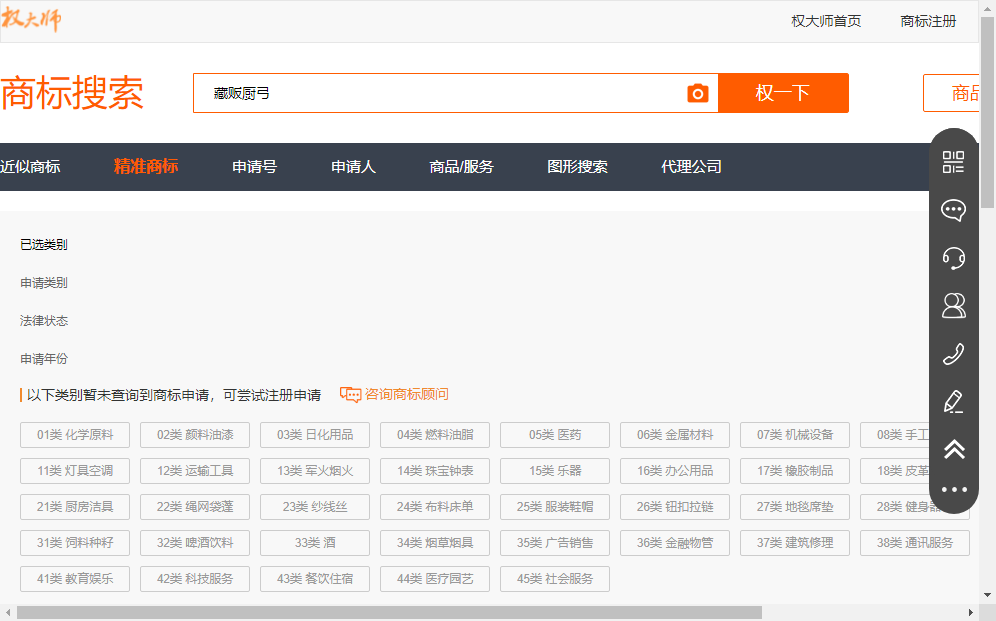 权大师 权大师首页 商标注册
商标搜索 藏贩厨弓 权一下 商品
近似商标 精准商标 申请号 申请人 商品/服务 图形搜索 代理公司
已选类别
申请类别
法律状态
申请年份
以下类别暂未查询到商标申请，可尝试注册申请 咨询商标顾问
01类 化学原料 02类 颜料油漆 03类 日化用品 04类 燃料油脂 05类 医药 06类 金属材料 07类 机械设备 08类 手工
11类 灯具空调 12类 运输工具 13类 军火烟火 14类 珠宝钟表 15类 乐器 16类 办公用品 17类 橡胶制品 18类 皮革
21类 厨房洁具 22类 绳网袋蓬 23类 纱线丝 24类 布料床单 25类 服装鞋帽 26类 钮扣拉链 27类 地毯席垫 28类 健身器
31类 饲料种籽 32类 啤酒饮料 33类 酒 34类 烟草烟具 35类 广告销售 36类 金融物管 37类 建筑修理 38类 通讯服务
41类 教育娱乐 42类 科技服务 43类 餐饮住宿 44类 医疗园艺 45类 社会服务